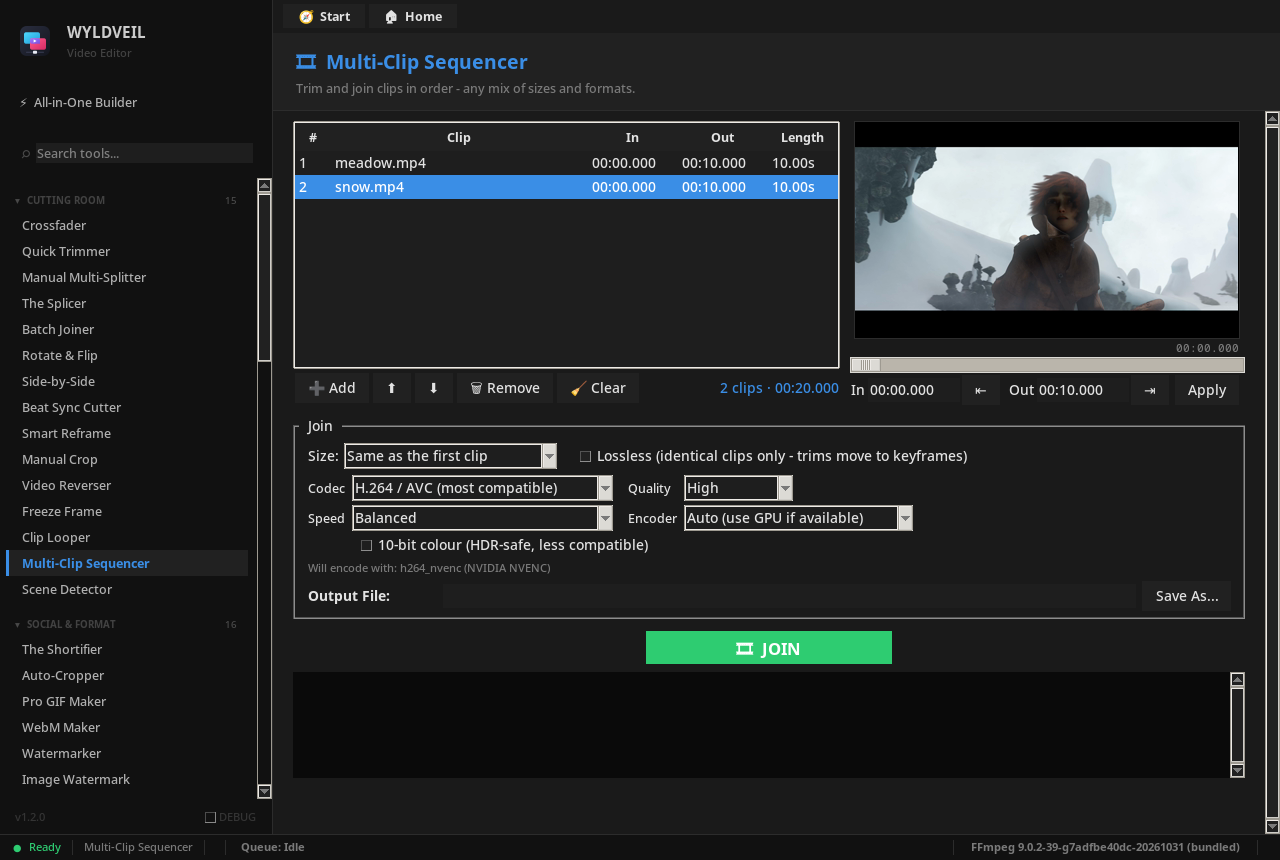 WYLDVEIL
Video Editor
All-in-One Builder
Search tools...
CUTTING ROOM 15
Crossfader
Quick Trimmer
Manual Multi-Splitter
The Splicer
Batch Joiner
Rotate & Flip
Side-by-Side
Beat Sync Cutter
Smart Reframe
Manual Crop
Video Reverser
Freeze Frame
Clip Looper
Multi-Clip Sequencer
Scene Detector
SOCIAL & FORMAT 16
The Shortifier
Auto-Cropper
Pro GIF Maker
WebM Maker
Watermarker
Image Watermark
v1.2.0 DEBUG
Start Home
Multi-Clip Sequencer
Trim and join clips in order - any mix of sizes and formats.
# Clip In Out Length
1 meadow.mp4 00:00.000 00:10.000 10.00s
2 snow.mp4 00:00.000 00:10.000 10.00s
00:00.000
Add Remove Clear 2 clips · 00:20.000
In 00:00.000 Out 00:10.000 Apply
Join
Size: Same as the first clip Lossless (identical clips only - trims move to keyframes)
Codec H.264 / AVC (most compatible) Quality High
Speed Balanced Encoder Auto (use GPU if available)
10-bit colour (HDR-safe, less compatible)
Will encode with: h264_nvenc (NVIDIA NVENC)
Output File: Save As...
JOIN
Ready Multi-Clip Sequencer Queue: Idle FFmpeg 9.0.2-39-g7adfbe40dc-20261031 (bundled)